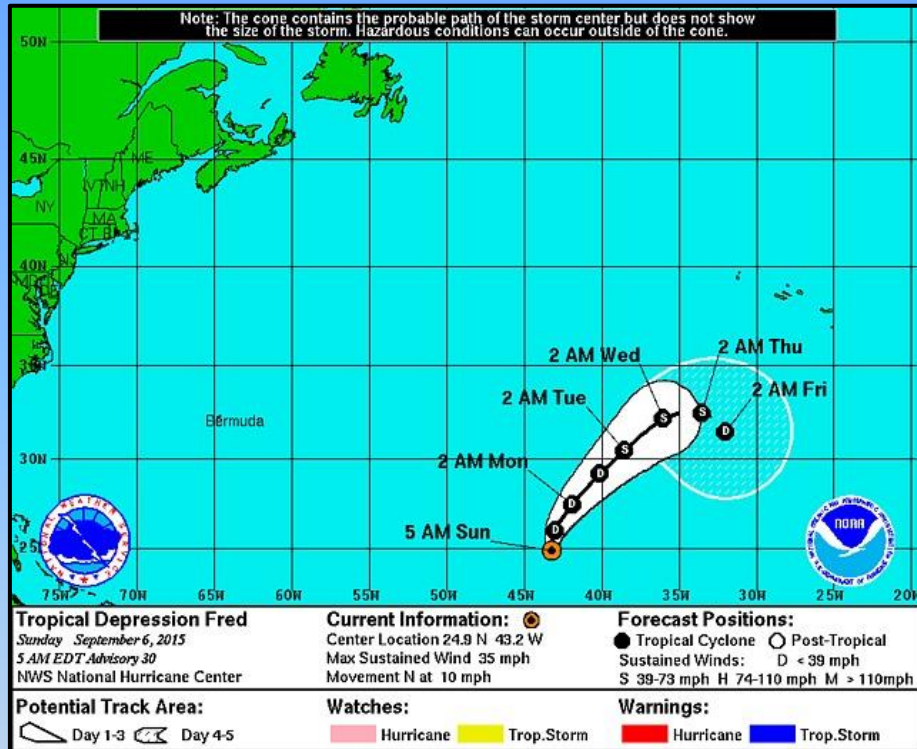 Note: The cone contains the probable path of the storm center but does not show
the size of the storm. Hazardous conditions can occur outside of the cone.
50N
45N
ME
VT NH
NY
MA
CT
40N
35N
2 AM Wed
2 AM Thu
2 AM Tue
2 AM Fri
Bermuda
S
S
S
D
30N
2 AM Mon
D
D
D
5 AM Sun
25N
NATIONAL WEATHER SERVICE
NOAA
75W 70W 65W 60W 55W 50W 45W 40W 35W 30W 25W 20W
Tropical Depression Fred
Sunday September 6, 2015
5 AM EDT Advisory 30
NWS National Hurricane Center
Current Information:
Center Location 24.9 N 43.2 W
Max Sustained Wind 35 mph
Movement N at 10 mph
Forecast Positions:
Tropical Cyclone Post-Tropical
Sustained Winds: D < 39 mph
S 39-73 mph H 74-110 mph M > 110mph
Potential Track Area:
Day 1-3 Day 4-5
Watches:
Hurricane Trop.Storm
Warnings:
Hurricane Trop.Storm